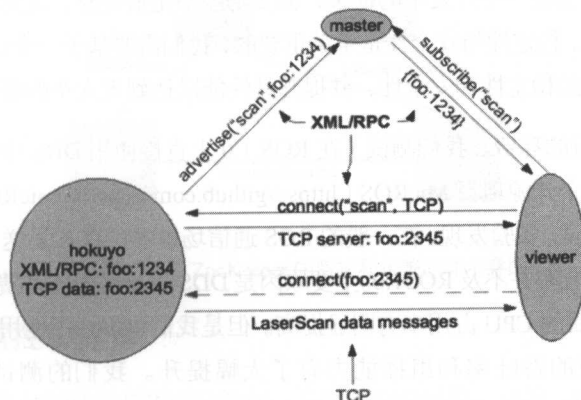 master
advertise("scan",foo:1234)
subscribe("scan")
{foo:1234}
XML/RPC
hokuyo
XML/RPC: foo:1234
TCP data: foo:2345
connect("scan", TCP)
TCP server: foo:2345
connect(foo:2345)
LaserScan data messages
viewer
TCP